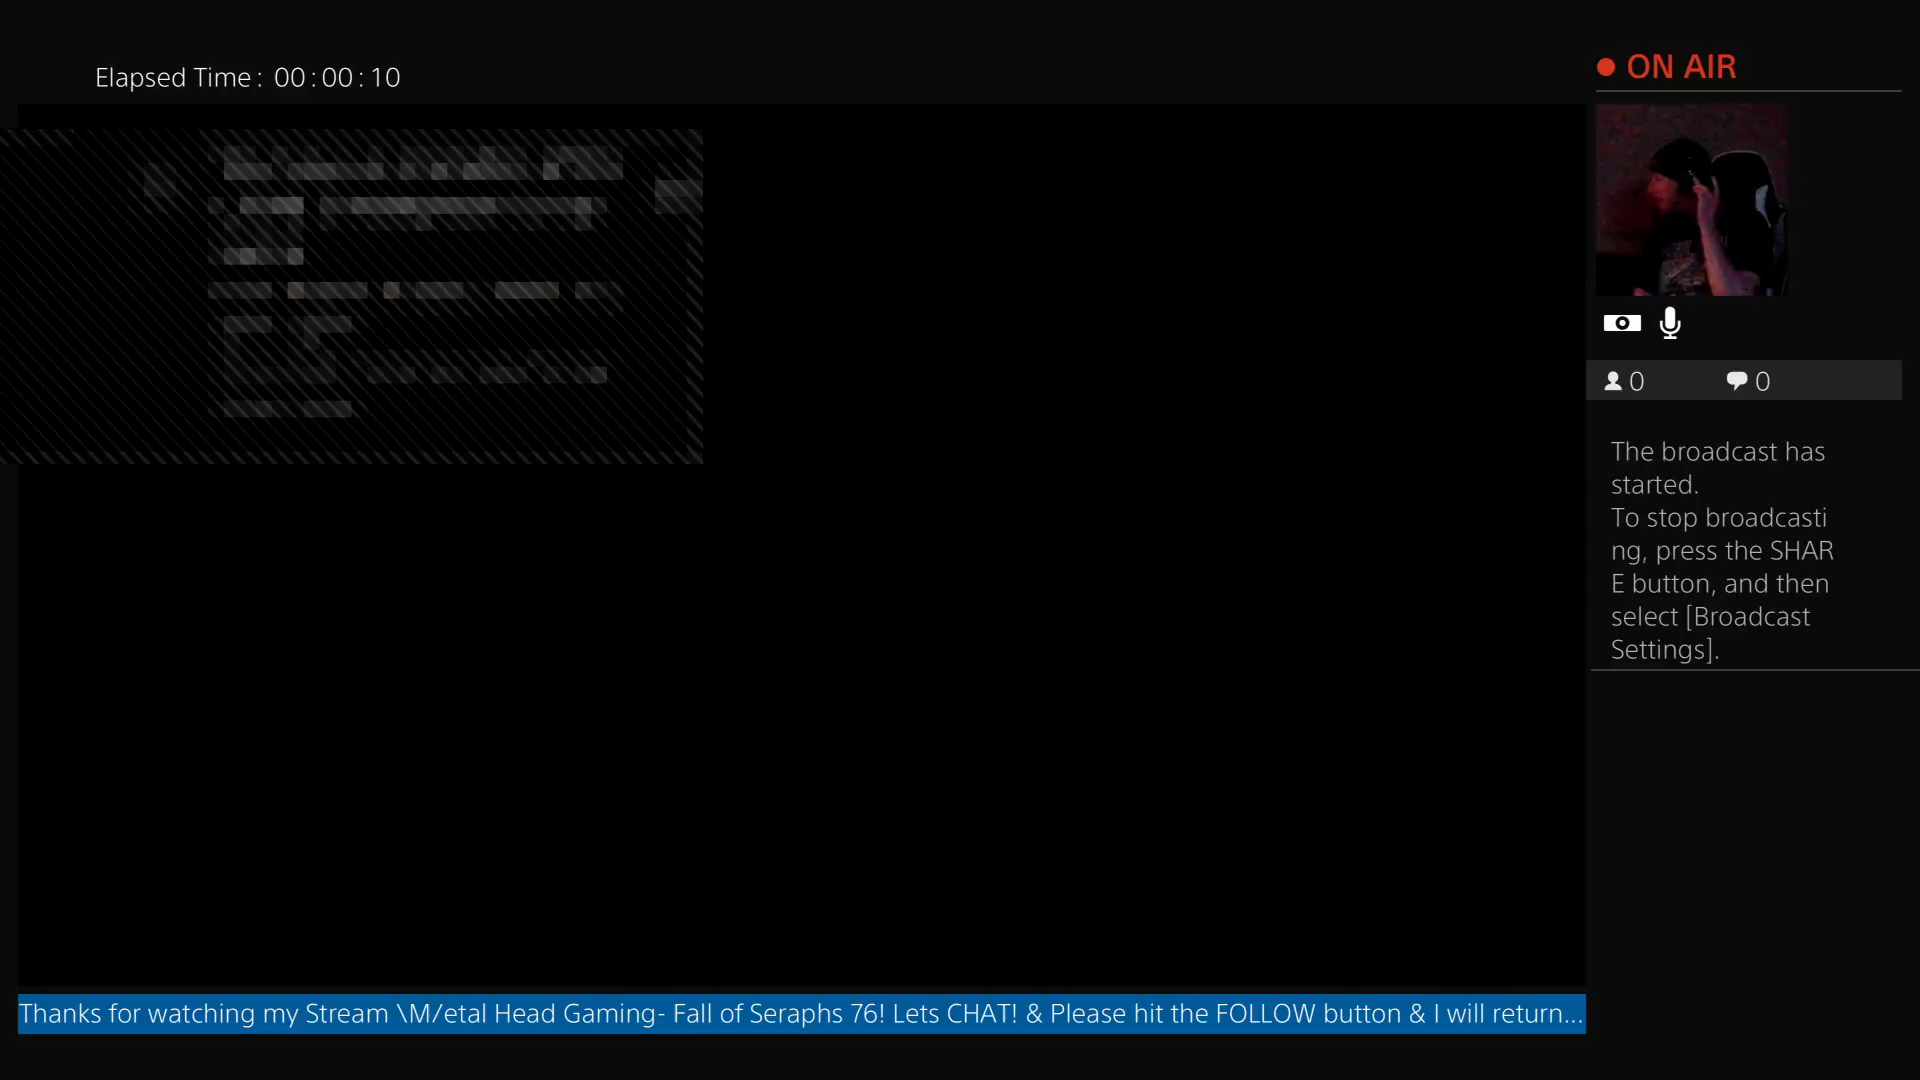 Elapsed Time: 00:00:10
ON AIR
0 0
The broadcast has
started.
To stop broadcasti
ng, press the SHAR
E button, and then
select [Broadcast
Settings].
Thanks for watching my Stream \M/etal Head Gaming- Fall of Seraphs 76! Lets CHAT! & Please hit the FOLLOW button & I will return...